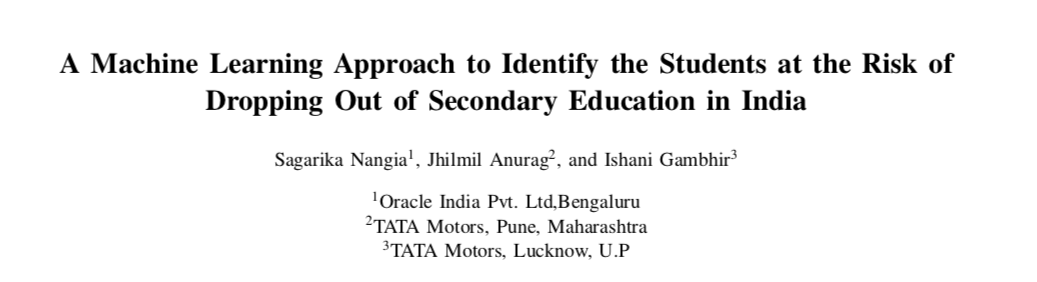 A Machine Learning Approach to Identify the Students at the Risk of
Dropping Out of Secondary Education in India
Sagarika Nangia¹, Jhilmil Anurag², and Ishani Gambhir³
¹Oracle India Pvt. Ltd,Bengaluru
²TATA Motors, Pune, Maharashtra
³TATA Motors, Lucknow, U.P